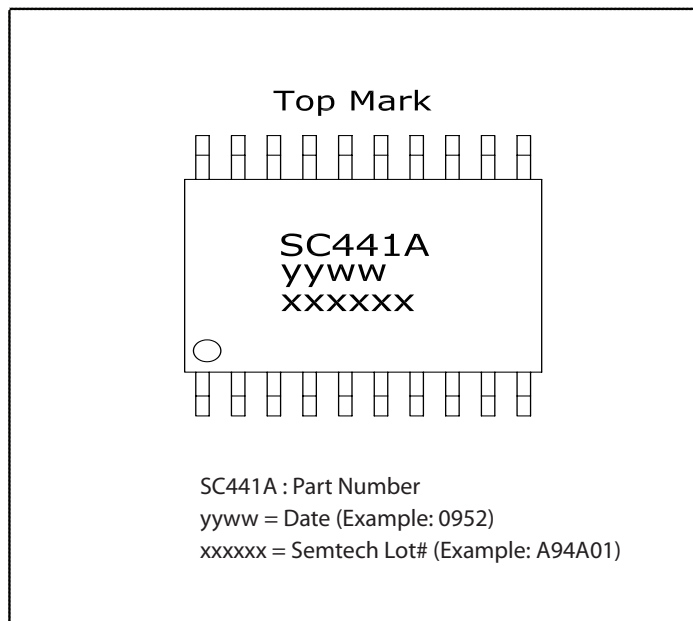 Top Mark
SC441A
yyww
xxxxxx
SC441A : Part Number
yyww = Date (Example: 0952)
xxxxxx = Semtech Lot# (Example: A94A01)